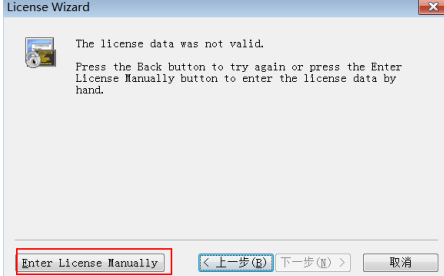 License Wizard
The license data was not valid.
Press the Back button to try again or press the Enter
License Manually button to enter the license data by
hand.
Enter License Manually
< 上一步(B)
下一步(N) >
取消